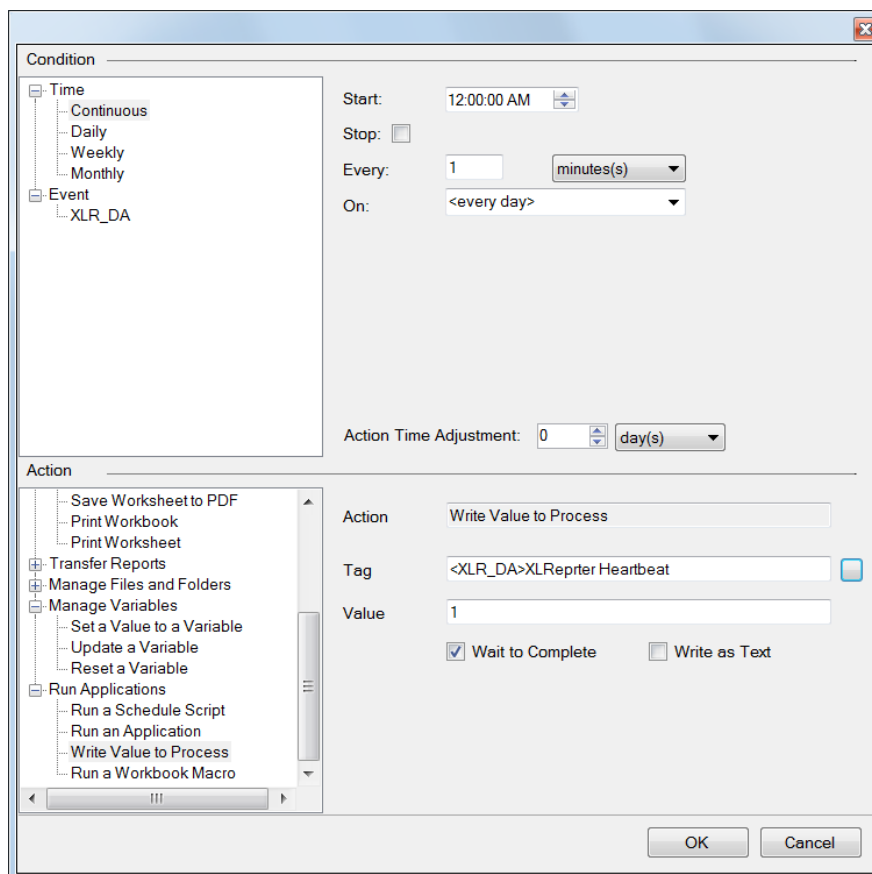 Condition
Time
Continuous
Daily
Weekly
Monthly
Event
XLR_DA
Start: 12:00:00 AM
Stop:
Every: 1 minutes(s)
On: <every day>
Action Time Adjustment: 0 day(s)
Action
Save Worksheet to PDF
Print Workbook
Print Worksheet
Transfer Reports
Manage Files and Folders
Manage Variables
Set a Value to a Variable
Update a Variable
Reset a Variable
Run Applications
Run a Schedule Script
Run an Application
Write Value to Process
Run a Workbook Macro
Action Write Value to Process
Tag <XLR_DA>XLReprter Heartbeat
Value 1
Wait to Complete Write as Text
OK Cancel